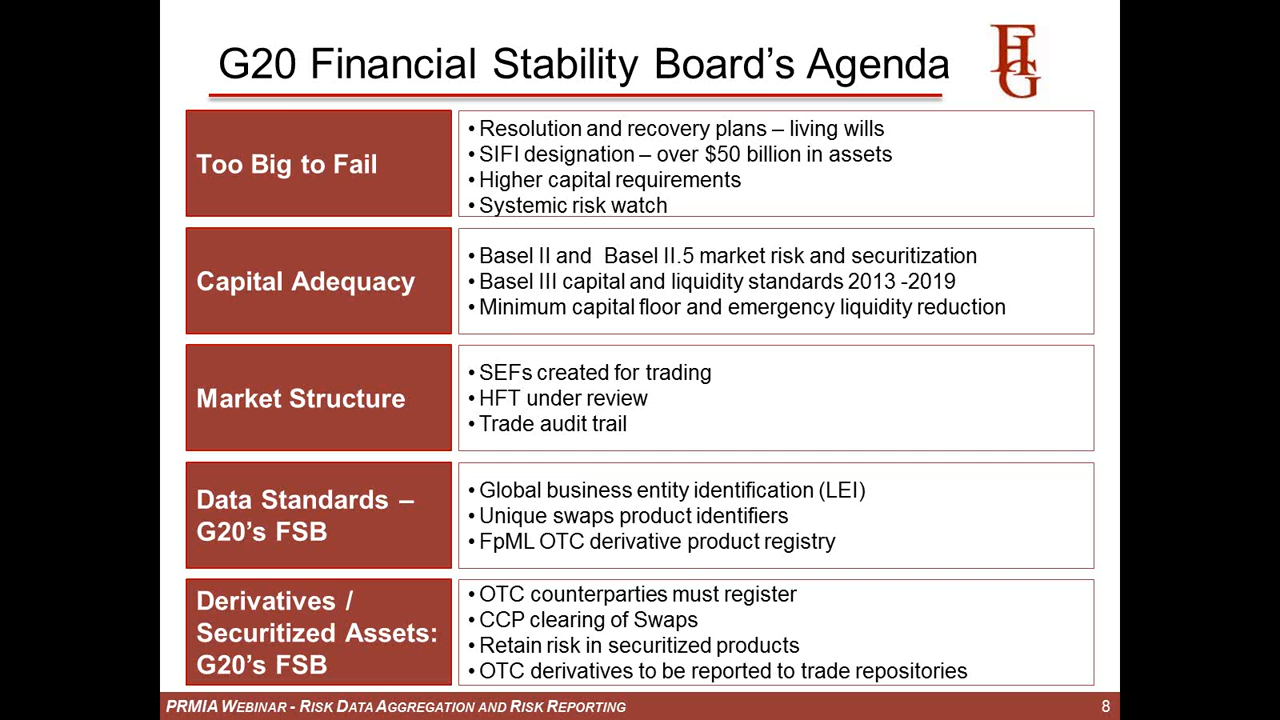 G20 Financial Stability Board’s Agenda
HFG
Too Big to Fail
• Resolution and recovery plans – living wills
• SIFI designation – over $50 billion in assets
• Higher capital requirements
• Systemic risk watch
Capital Adequacy
• Basel II and  Basel II.5 market risk and securitization
• Basel III capital and liquidity standards 2013 -2019
• Minimum capital floor and emergency liquidity reduction
Market Structure
• SEFs created for trading
• HFT under review
• Trade audit trail
Data Standards –
G20’s FSB
• Global business entity identification (LEI)
• Unique swaps product identifiers
• FpML OTC derivative product registry
Derivatives /
Securitized Assets:
G20’s FSB
• OTC counterparties must register
• CCP clearing of Swaps
• Retain risk in securitized products
• OTC derivatives to be reported to trade repositories
PRMIA WEBINAR - RISK DATA AGGREGATION AND RISK REPORTING
8